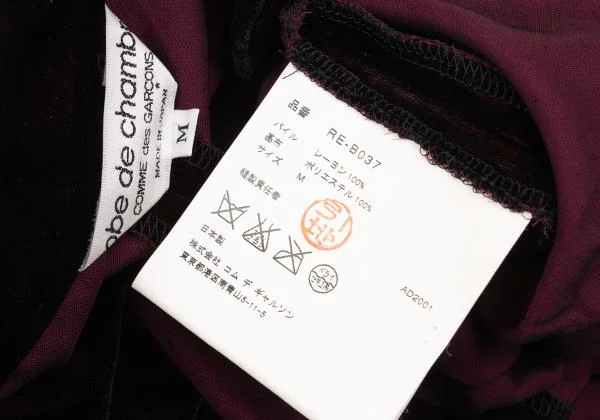 obe de chamb
COMME des GARÇONS
MADE IN JAPAN
M
品番 RE-B037
パイル レーヨン100%
基布 ポリエステル100%
サイズ M
縫製責任者
日本製
株式会社 コム デ ギャルソン
東京都港区南青山5-11-5
ドライ
AD2001